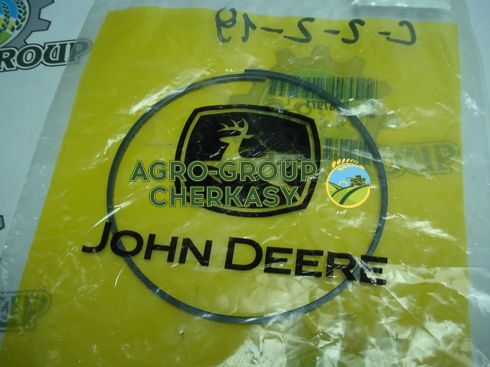 C-2-2-19
GROUP
AGRO-GROUP
CHERKASY
JOHN DEERE